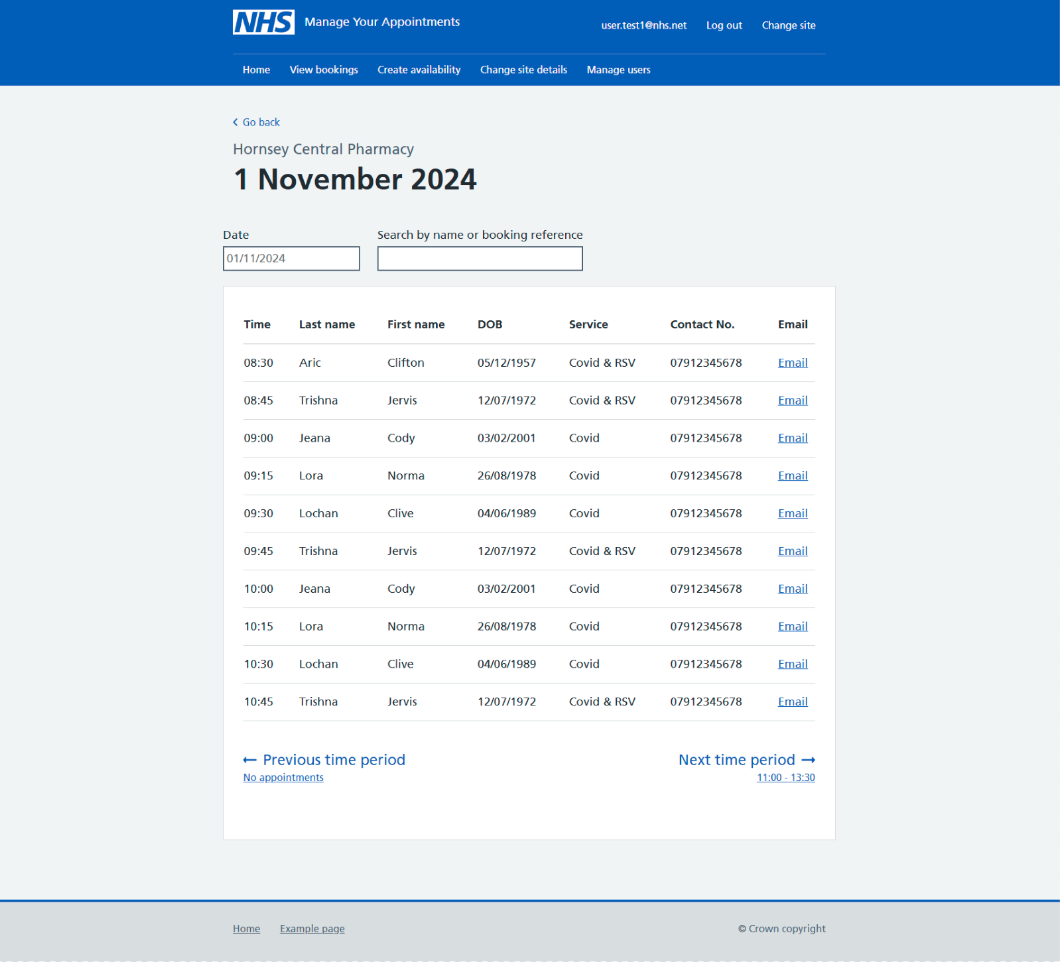 NHS Manage Your Appointments user.test1@nhs.net Log out Change site
Home View bookings Create availability Change site details Manage users
Go back
Hornsey Central Pharmacy
1 November 2024
Date Search by name or booking reference
01/11/2024
Time Last name First name DOB Service Contact No. Email
08:30 Aric Clifton 05/12/1957 Covid & RSV 07912345678 Email
08:45 Trishna Jervis 12/07/1972 Covid & RSV 07912345678 Email
09:00 Jeana Cody 03/02/2001 Covid 07912345678 Email
09:15 Lora Norma 26/08/1978 Covid 07912345678 Email
09:30 Lochan Clive 04/06/1989 Covid 07912345678 Email
09:45 Trishna Jervis 12/07/1972 Covid & RSV 07912345678 Email
10:00 Jeana Cody 03/02/2001 Covid 07912345678 Email
10:15 Lora Norma 26/08/1978 Covid 07912345678 Email
10:30 Lochan Clive 04/06/1989 Covid 07912345678 Email
10:45 Trishna Jervis 12/07/1972 Covid & RSV 07912345678 Email
← Previous time period Next time period →
No appointments 11:00 - 13:30
Home Example page © Crown copyright